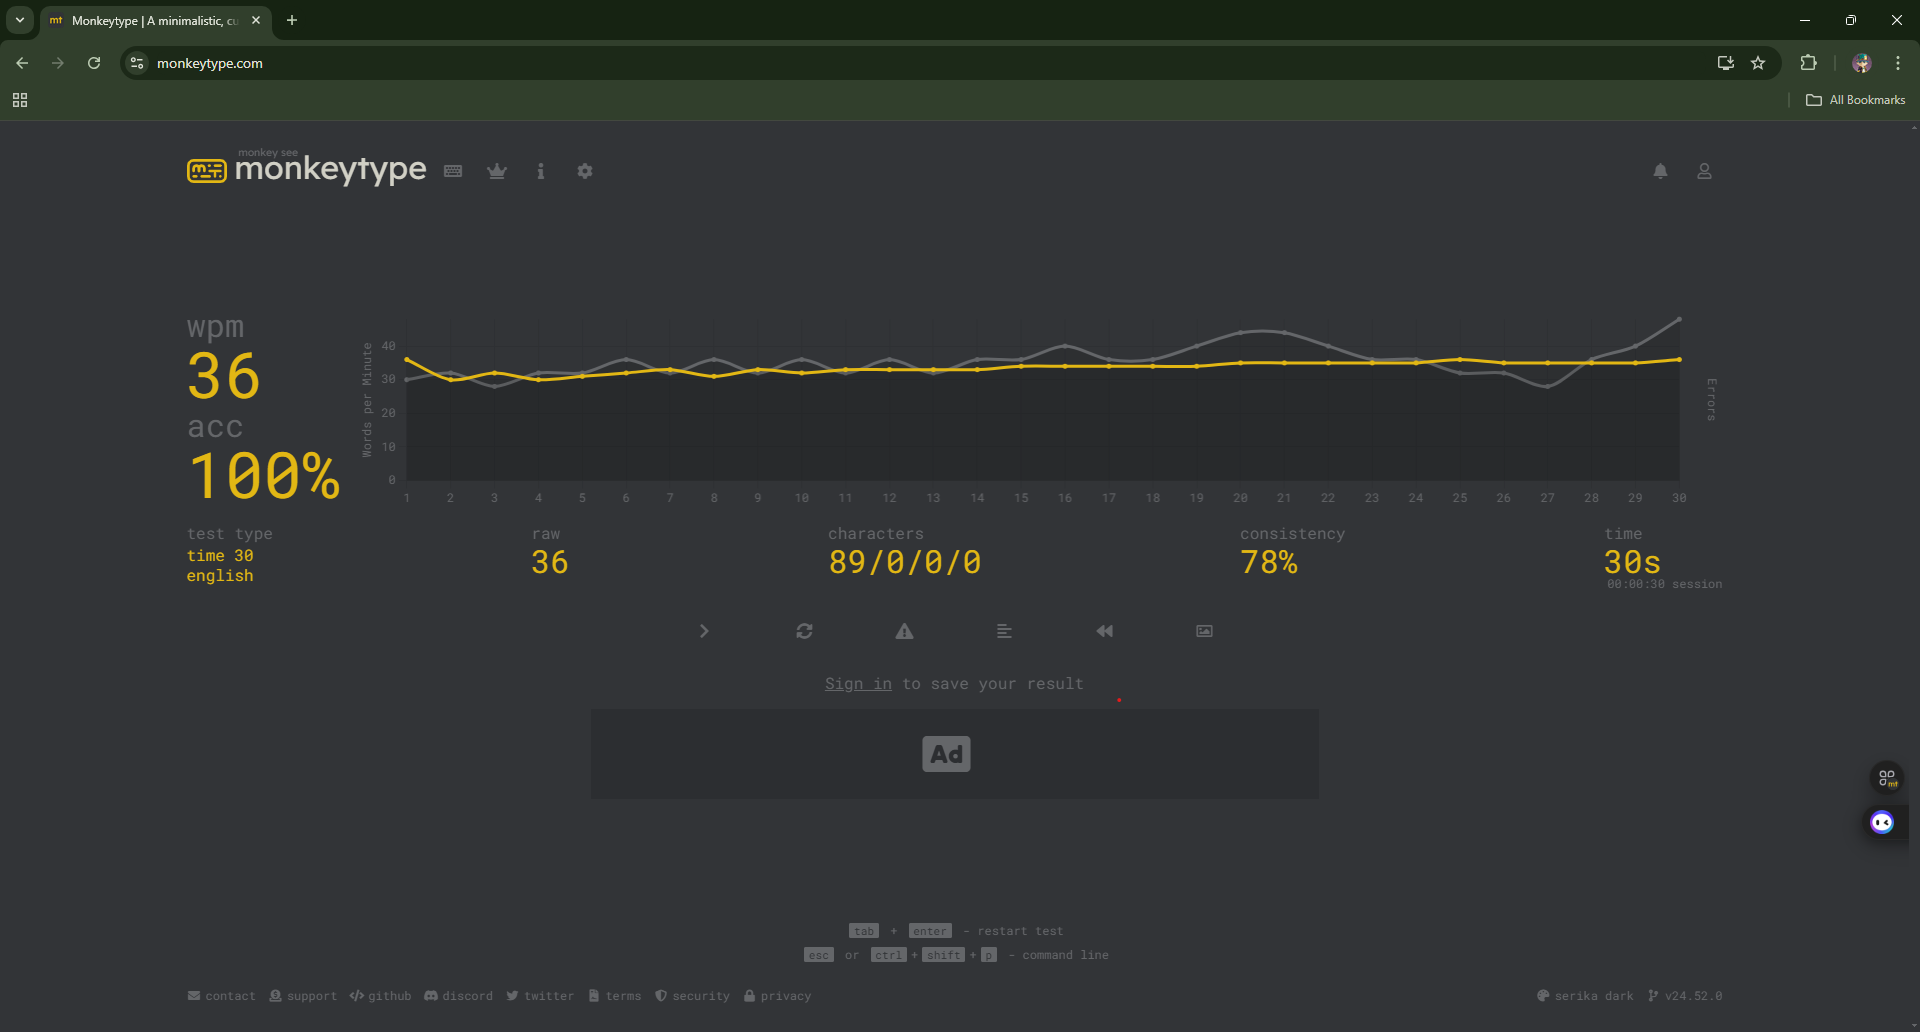 mt Monkeytype | A minimalistic, cu
monkeytype.com
All Bookmarks
monkey see
monkeytype
wpm
36
acc
100%
Words per Minute
40
30
20
10
0
1 2 3 4 5 6 7 8 9 10 11 12 13 14 15 16 17 18 19 20 21 22 23 24 25 26 27 28 29 30
Errors
test type
time 30
english
raw
36
characters
89/0/0/0
consistency
78%
time
30s
00:00:30 session
Sign in to save your result
Ad
mt
tab + enter - restart test
esc or ctrl + shift + p - command line
contact support github discord twitter terms security privacy
serika dark v24.52.0